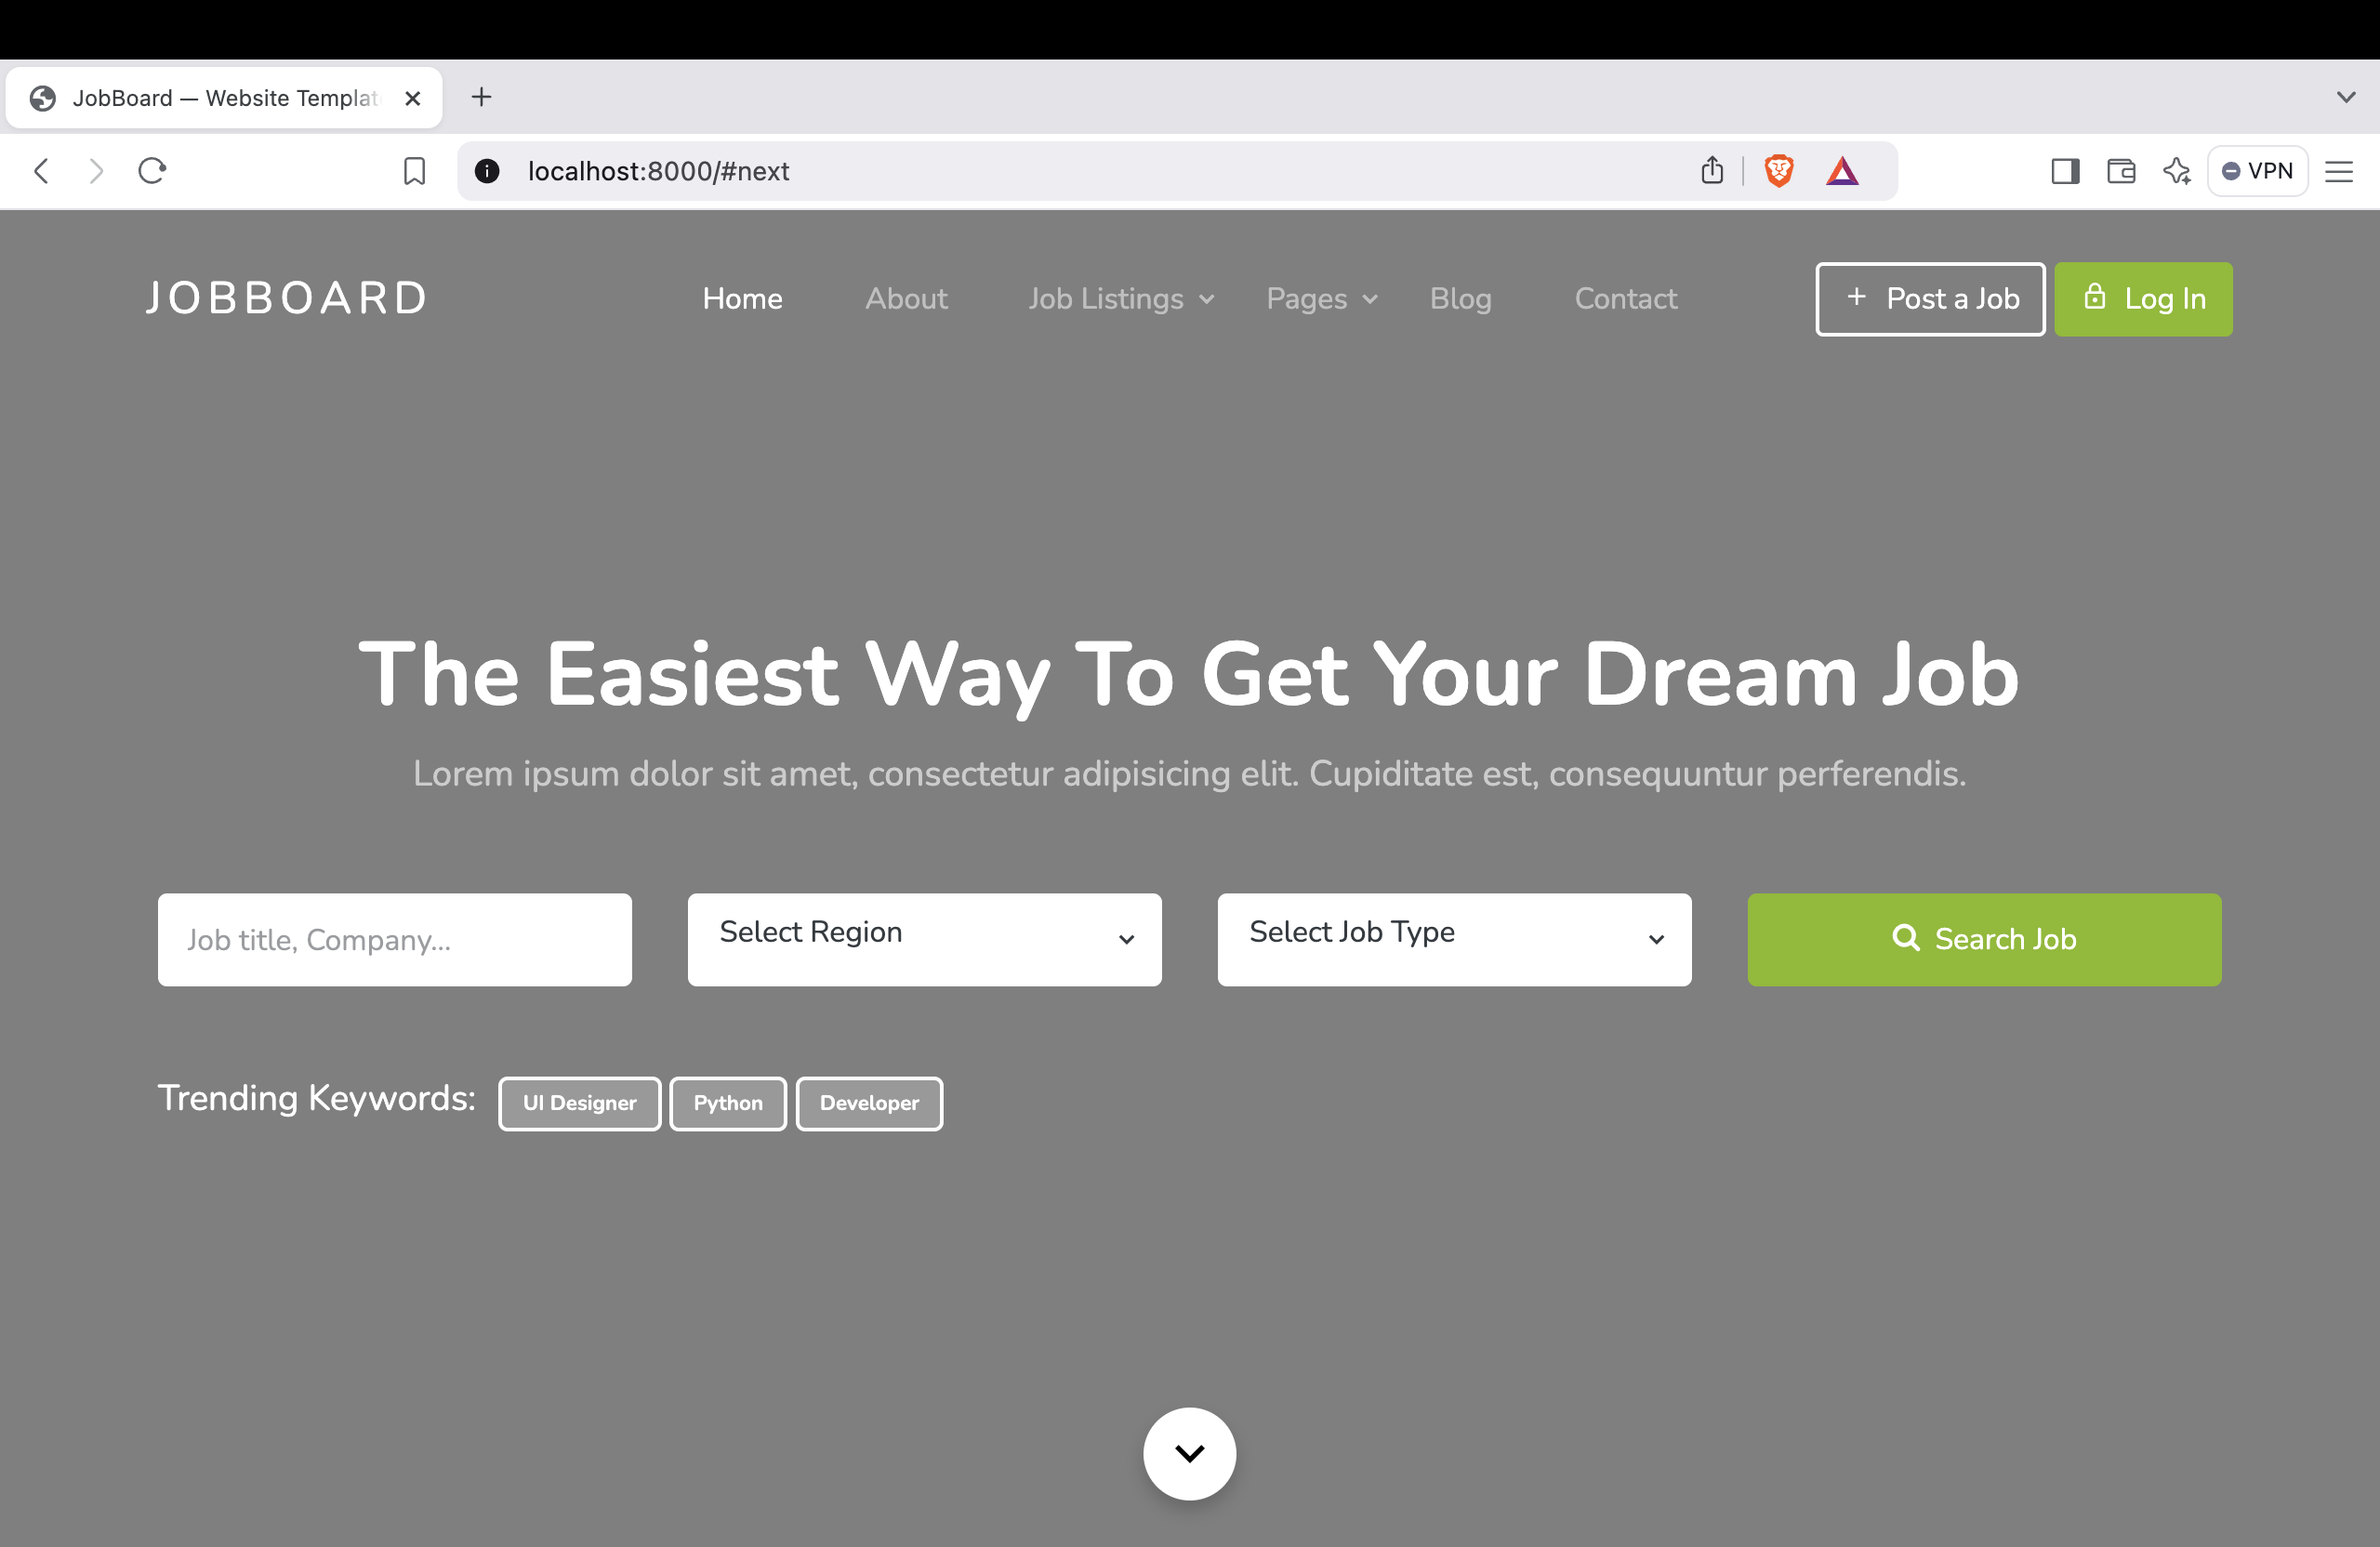 JobBoard — Website Templat
localhost:8000/#next
VPN
JOBBOARD
Home
About
Job Listings
Pages
Blog
Contact
+ Post a Job
Log In
The Easiest Way To Get Your Dream Job
Lorem ipsum dolor sit amet, consectetur adipisicing elit. Cupiditate est, consequuntur perferendis.
Job title, Company...
Select Region
Select Job Type
Search Job
Trending Keywords:
UI Designer
Python
Developer